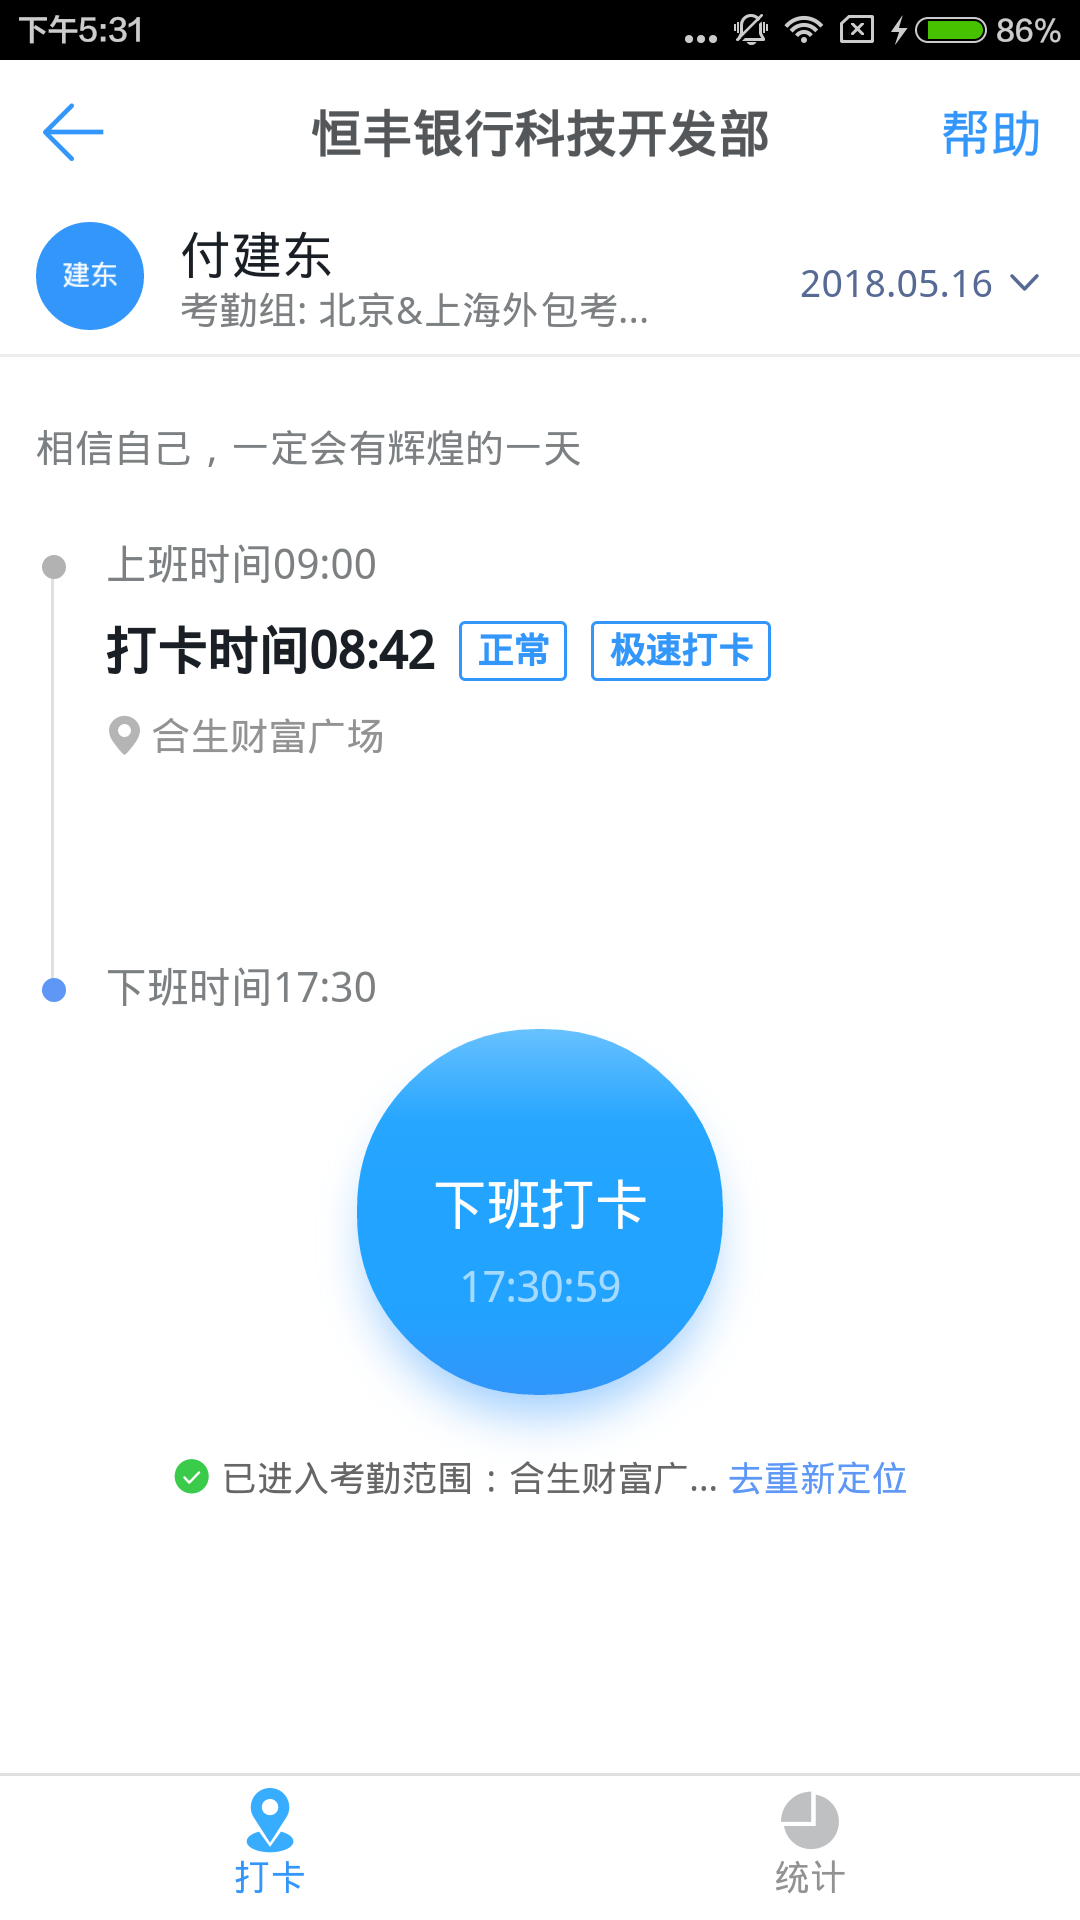 下午5:31
86%
恒丰银行科技开发部
帮助
建东
付建东
考勤组: 北京&上海外包考...
2018.05.16
相信自己，一定会有辉煌的一天
上班时间09:00
打卡时间08:42 正常 极速打卡
合生财富广场
下班时间17:30
下班打卡
17:30:59
已进入考勤范围：合生财富广... 去重新定位
打卡
统计